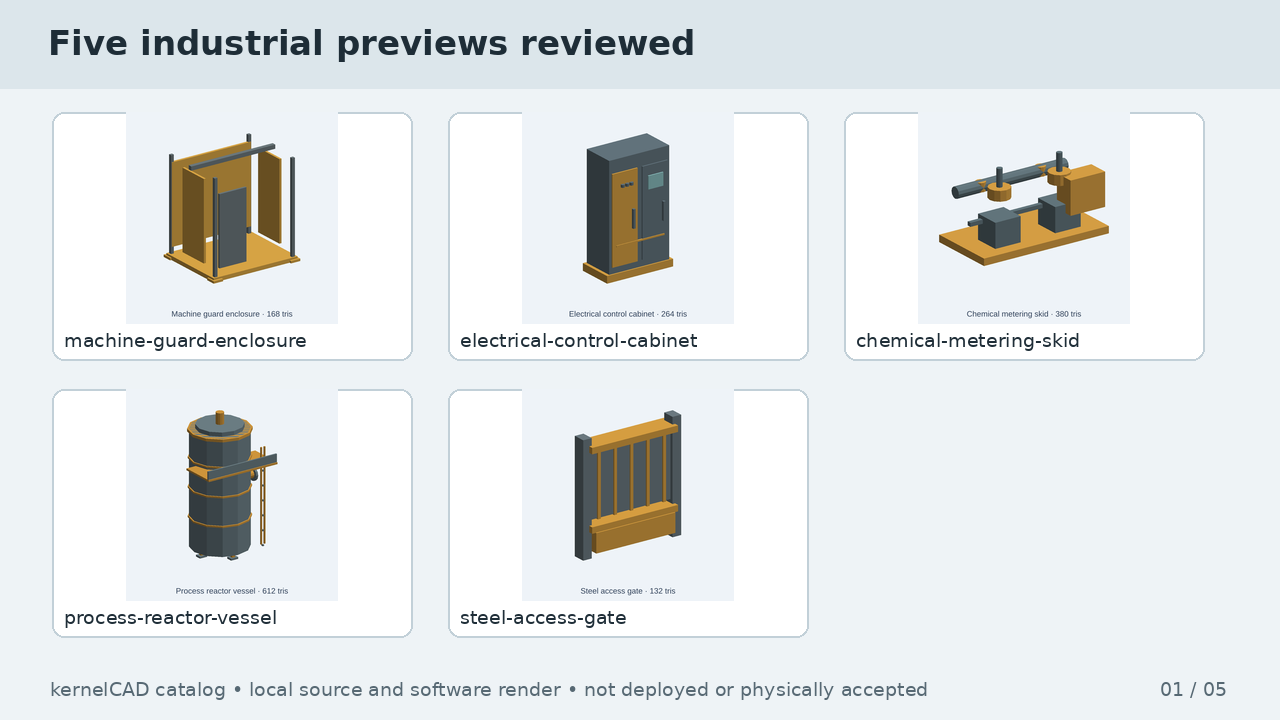 Five industrial previews reviewed
Machine guard enclosure · 168 tris
machine-guard-enclosure
Electrical control cabinet · 264 tris
electrical-control-cabinet
Chemical metering skid · 380 tris
chemical-metering-skid
Process reactor vessel · 612 tris
process-reactor-vessel
Steel access gate · 132 tris
steel-access-gate
kernelCAD catalog • local source and software render • not deployed or physically accepted
01 / 05